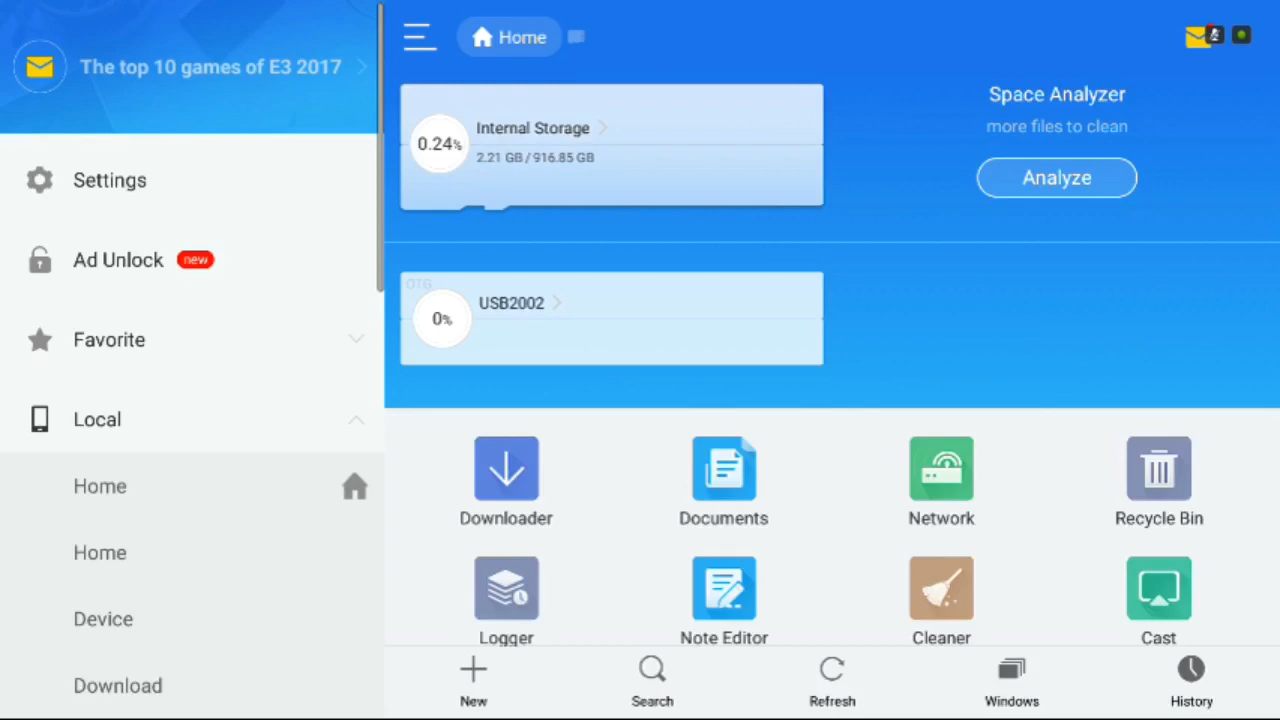 The top 10 games of E3 2017
Settings
Ad Unlock new
Favorite
Local
Home
Home
Device
Download
Home
Internal Storage
0.24%
2.21 GB / 916.85 GB
Space Analyzer
more files to clean
Analyze
OTG
USB2002
0%
Downloader
Documents
Network
Recycle Bin
Logger
Note Editor
Cleaner
Cast
New
Search
Refresh
Windows
History